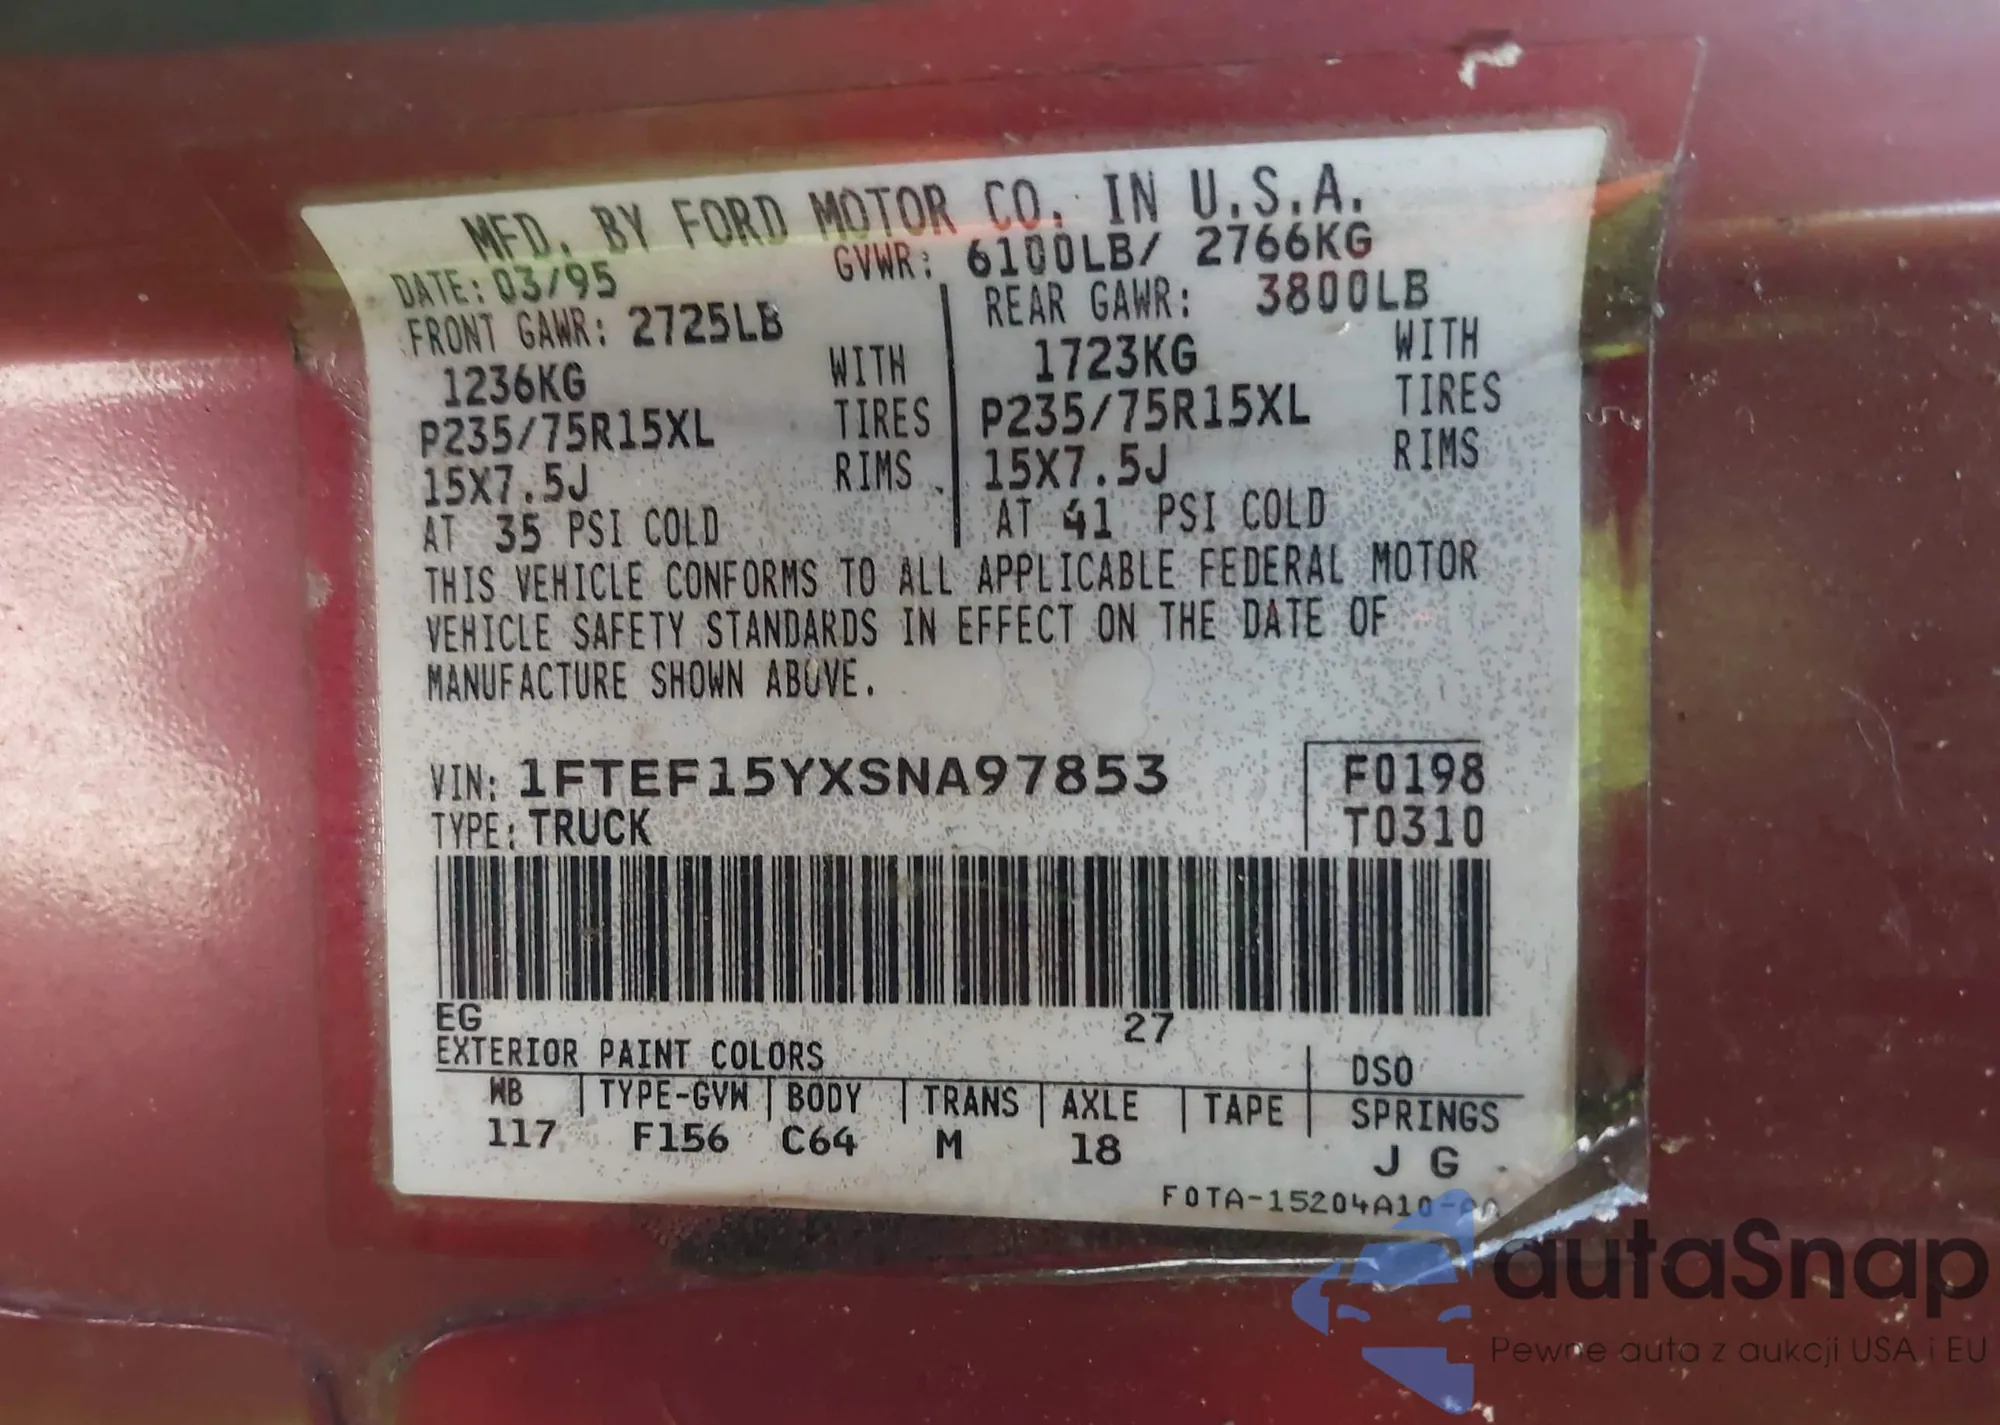 MFD. BY FORD MOTOR CO. IN U.S.A.
DATE: 03/95 GVWR: 6100LB/ 2766KG
FRONT GAWR: 2725LB REAR GAWR: 3800LB
1236KG WITH 1723KG WITH
P235/75R15XL TIRES P235/75R15XL TIRES
15X7.5J RIMS 15X7.5J RIMS
AT 35 PSI COLD AT 41 PSI COLD
THIS VEHICLE CONFORMS TO ALL APPLICABLE FEDERAL MOTOR
VEHICLE SAFETY STANDARDS IN EFFECT ON THE DATE OF
MANUFACTURE SHOWN ABOVE.
VIN: 1FTEF15YXSNA97853 F0198
TYPE: TRUCK T0310
EG 27
EXTERIOR PAINT COLORS DSO
WB TYPE-GVW BODY TRANS AXLE TAPE SPRINGS
117 F156 C64 M 18 J G
autaSnap
Pewne auta z aukcji USA i EU